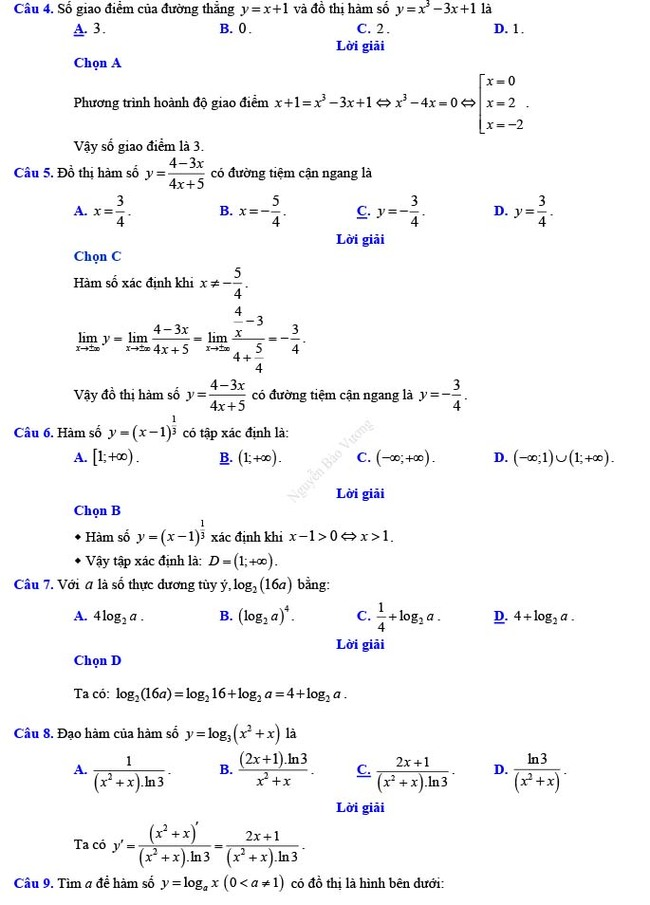 Câu 4. Số giao điểm của đường thẳng y = x+1 và đồ thị hàm số y = x³ − 3x + 1 là
A. 3. B. 0. C. 2. D. 1.
Lời giải
Chọn A
Phương trình hoành độ giao điểm x+1 = x³ − 3x + 1 ⇔ x³ − 4x = 0 ⇔ [x = 0; x = 2; x = −2.
Vậy số giao điểm là 3.
Câu 5. Đồ thị hàm số y = (4−3x)/(4x+5) có đường tiệm cận ngang là
A. x = 3/4. B. x = −5/4. C. y = −3/4. D. y = 3/4.
Lời giải
Chọn C
Hàm số xác định khi x ≠ −5/4.
lim_{x→±∞} y = lim_{x→±∞} (4−3x)/(4x+5) = lim_{x→±∞} (4/x − 3)/(4 + 5/4) = −3/4.
Vậy đồ thị hàm số y = (4−3x)/(4x+5) có đường tiệm cận ngang là y = −3/4.
Câu 6. Hàm số y = (x−1)^{1/3} có tập xác định là:
A. [1;+∞). B. (1;+∞). C. (−∞;+∞). D. (−∞;1)∪(1;+∞).
Nguyễn Bảo Vương
Lời giải
Chọn B
♦ Hàm số y = (x−1)^{1/3} xác định khi x−1 > 0 ⇔ x > 1.
♦ Vậy tập xác định là: D = (1;+∞).
Câu 7. Với a là số thực dương tùy ý, log₂(16a) bằng:
A. 4log₂ a. B. (log₂ a)⁴. C. 1/4 + log₂ a. D. 4 + log₂ a.
Lời giải
Chọn D
Ta có: log₂(16a) = log₂16 + log₂ a = 4 + log₂ a.
Câu 8. Đạo hàm của hàm số y = log₃(x² + x) là
A. 1/((x² + x).ln3). B. ((2x+1).ln3)/(x² + x). C. (2x+1)/((x² + x).ln3). D. ln3/(x² + x).
Lời giải
Ta có y′ = (x² + x)′/((x² + x).ln3) = (2x+1)/((x² + x).ln3).
Câu 9. Tìm a để hàm số y = logₐ x (0 < a ≠ 1) có đồ thị là hình bên dưới: